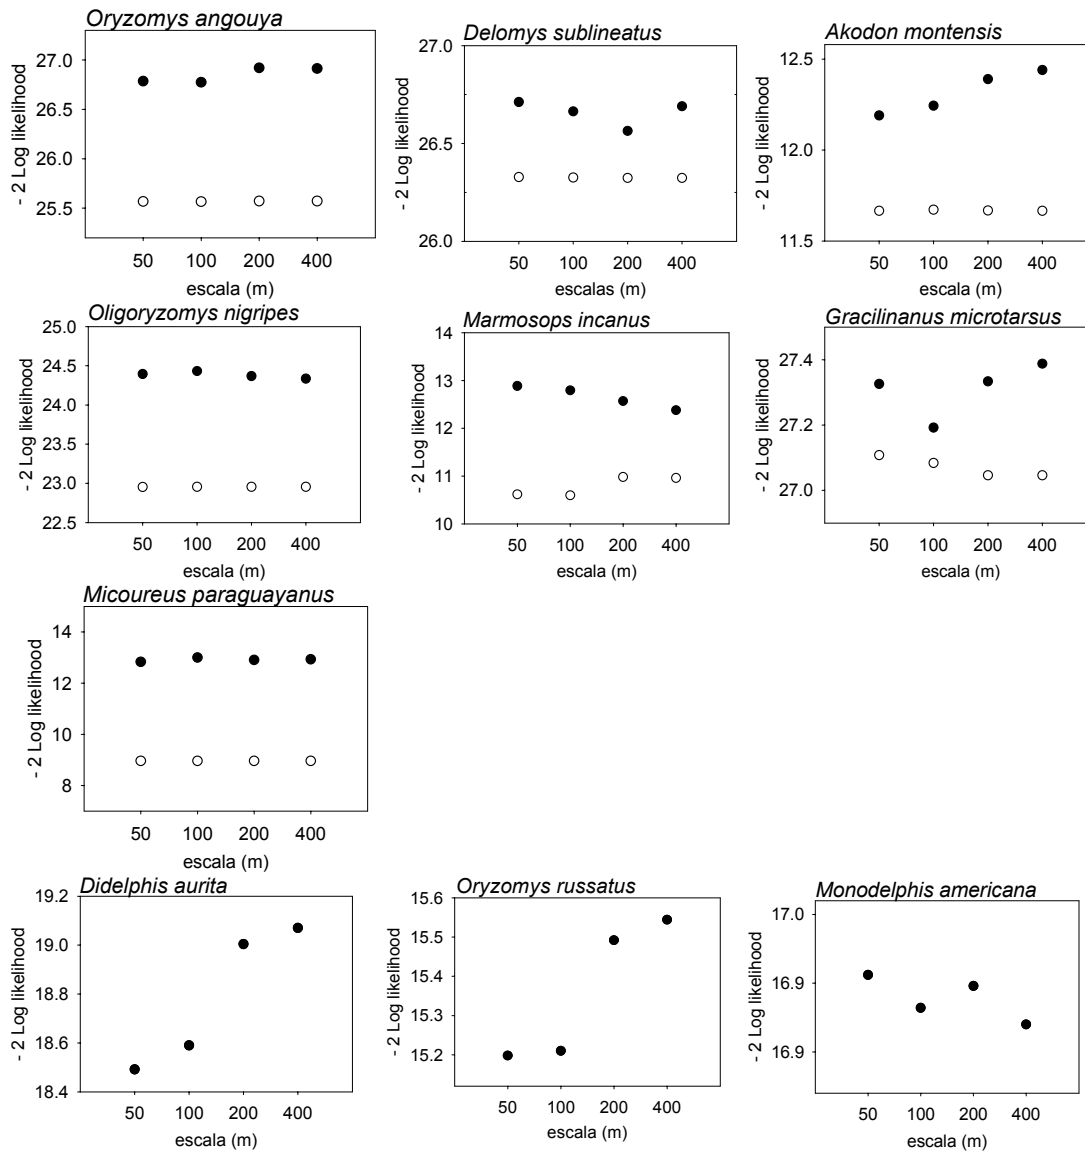 Oryzomys angouya
- 2 Log likelihood
27.0
26.5
26.0
25.5
50 100 200 400
escala (m)
Delomys sublineatus
- 2 Log likelihood
27.0
26.5
26.0
50 100 200 400
escalas (m)
Akodon montensis
- 2 Log likelihood
12.5
12.0
11.5
50 100 200 400
escala (m)
Oligoryzomys nigripes
- 2 Log likelihood
25.0
24.5
24.0
23.5
23.0
22.5
50 100 200 400
escala (m)
Marmosops incanus
- 2 Log likelihood
14
13
12
11
10
50 100 200 400
escala (m)
Gracilinanus microtarsus
- 2 Log likelihood
27.4
27.2
27.0
50 100 200 400
escala (m)
Micoureus paraguayanus
- 2 Log likelihood
14
12
10
8
50 100 200 400
escala (m)
Didelphis aurita
- 2 Log likelihood
19.2
19.0
18.8
18.6
18.4
50 100 200 400
escala (m)
Oryzomys russatus
- 2 Log likelihood
15.6
15.5
15.4
15.3
15.2
50 100 200 400
escala (m)
Monodelphis americana
- 2 Log likelihood
17.0
16.9
16.9
50 100 200 400
escala (m)